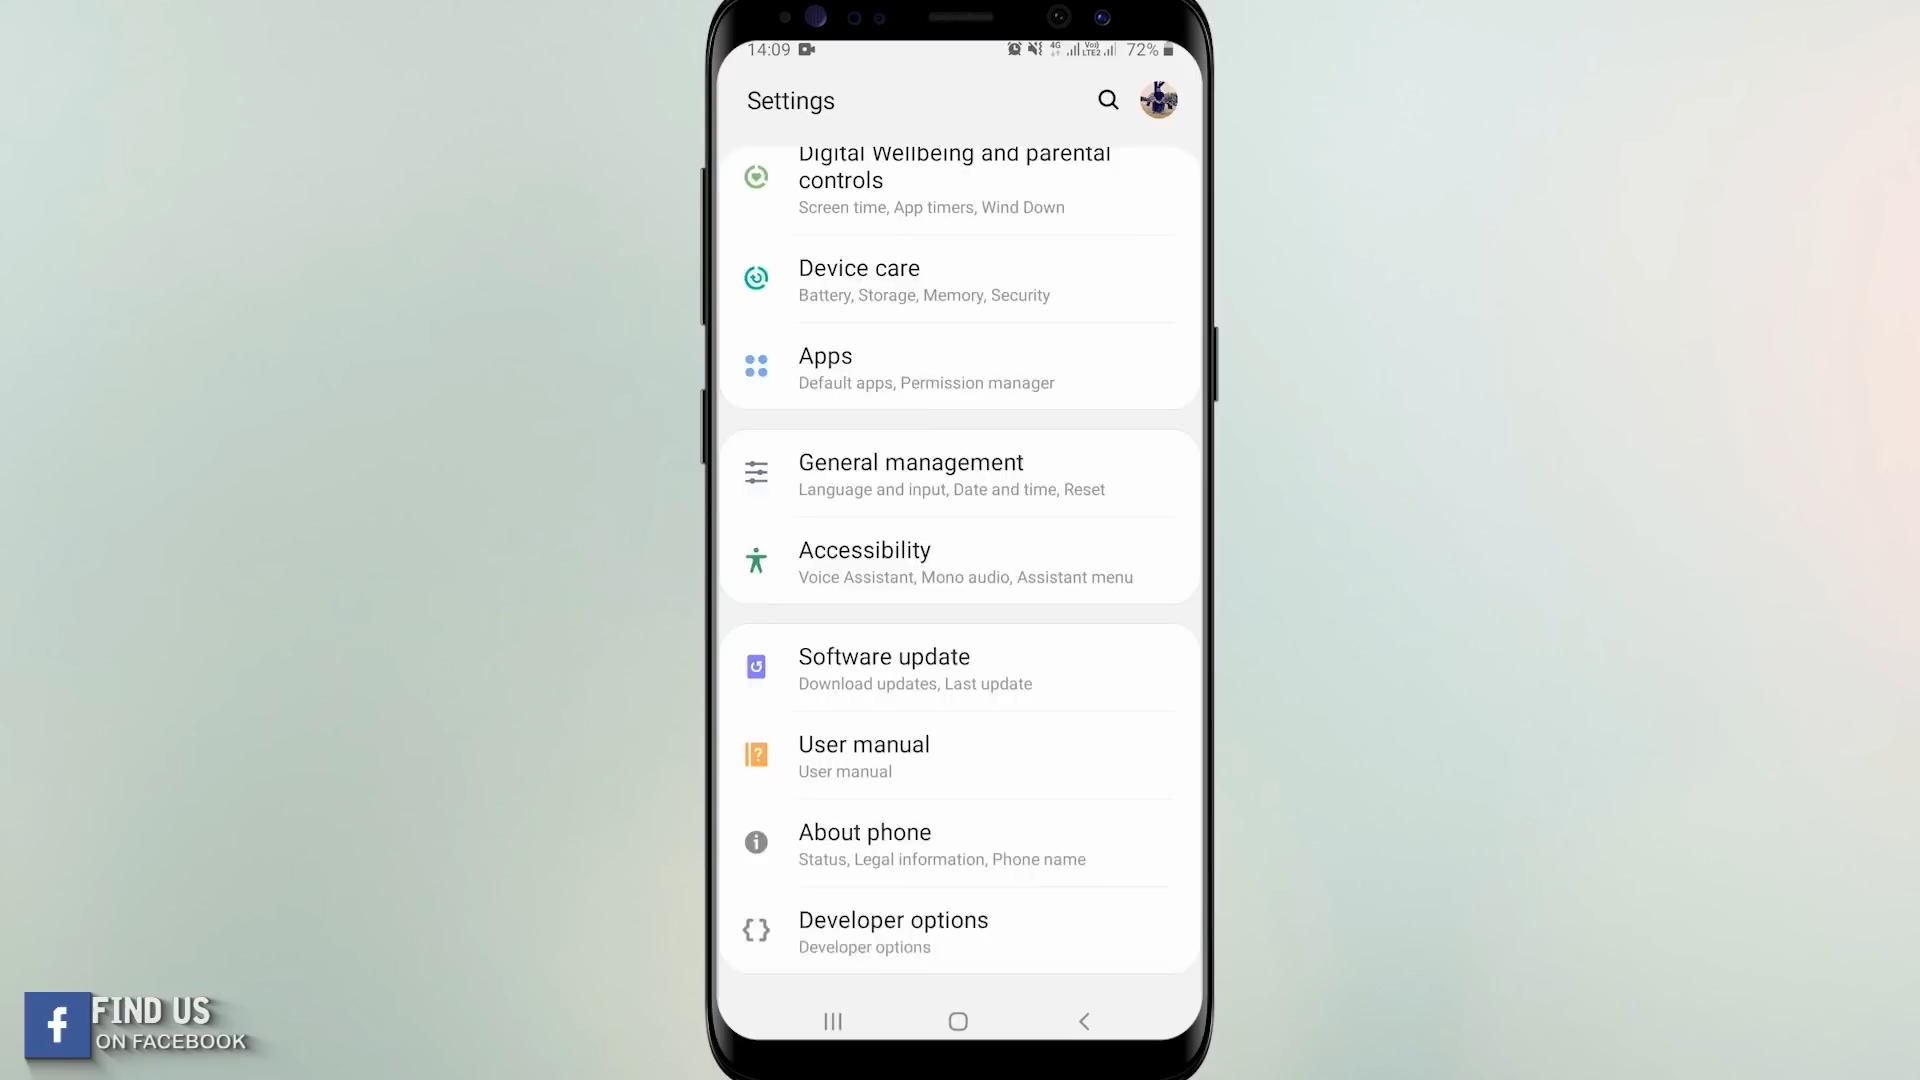 14:09
4G
Vo))
LTE2
72%
Settings
Digital Wellbeing and parental
controls
Screen time, App timers, Wind Down
Device care
Battery, Storage, Memory, Security
Apps
Default apps, Permission manager
General management
Language and input, Date and time, Reset
Accessibility
Voice Assistant, Mono audio, Assistant menu
Software update
Download updates, Last update
User manual
User manual
About phone
Status, Legal information, Phone name
Developer options
Developer options
f
FIND US
ON FACEBOOK